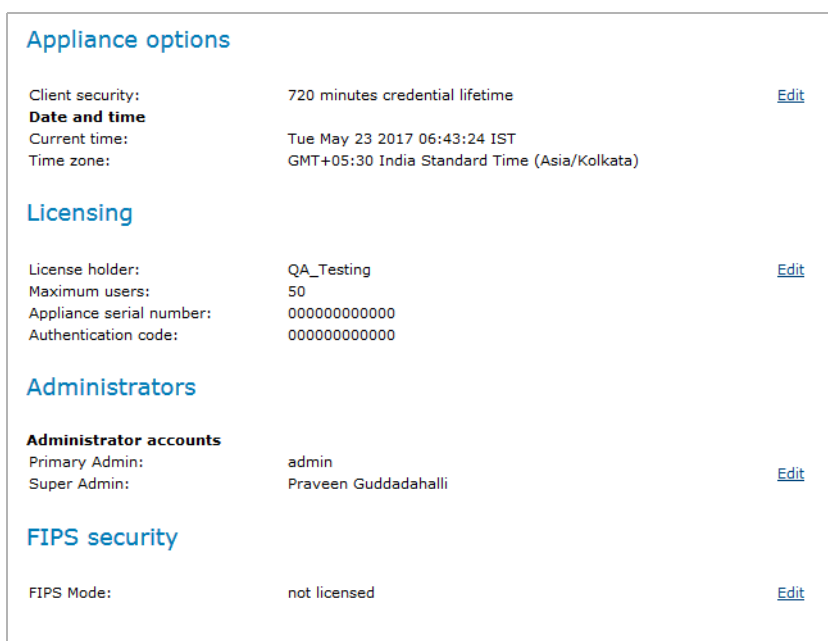 Appliance options
Client security: 720 minutes credential lifetime Edit
Date and time
Current time: Tue May 23 2017 06:43:24 IST
Time zone: GMT+05:30 India Standard Time (Asia/Kolkata)
Licensing
License holder: QA_Testing Edit
Maximum users: 50
Appliance serial number: 000000000000
Authentication code: 000000000000
Administrators
Administrator accounts
Primary Admin: admin
Super Admin: Praveen Guddadahalli Edit
FIPS security
FIPS Mode: not licensed Edit